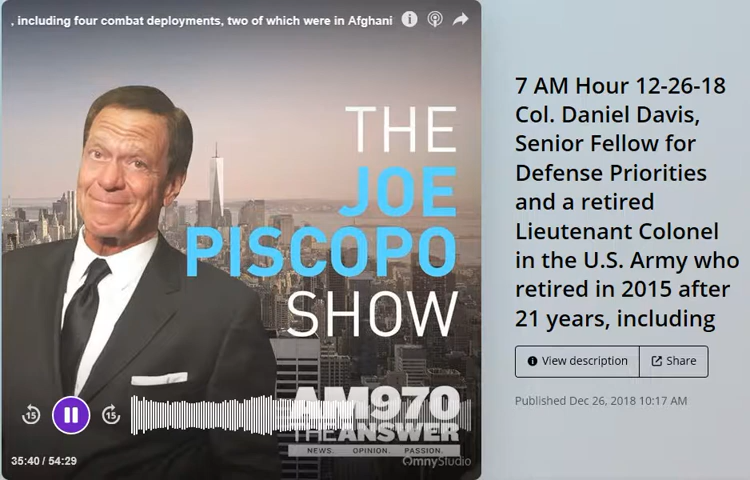 , including four combat deployments, two of which were in Afghani
THE
JOE
PISCOPO
SHOW
15
15
AM970
THEANSWER
NEWS. OPINION. PASSION.
35:40 / 54:29
OmnyStudio
7 AM Hour 12-26-18
Col. Daniel Davis,
Senior Fellow for
Defense Priorities
and a retired
Lieutenant Colonel
in the U.S. Army who
retired in 2015 after
21 years, including
View description
Share
Published Dec 26, 2018 10:17 AM